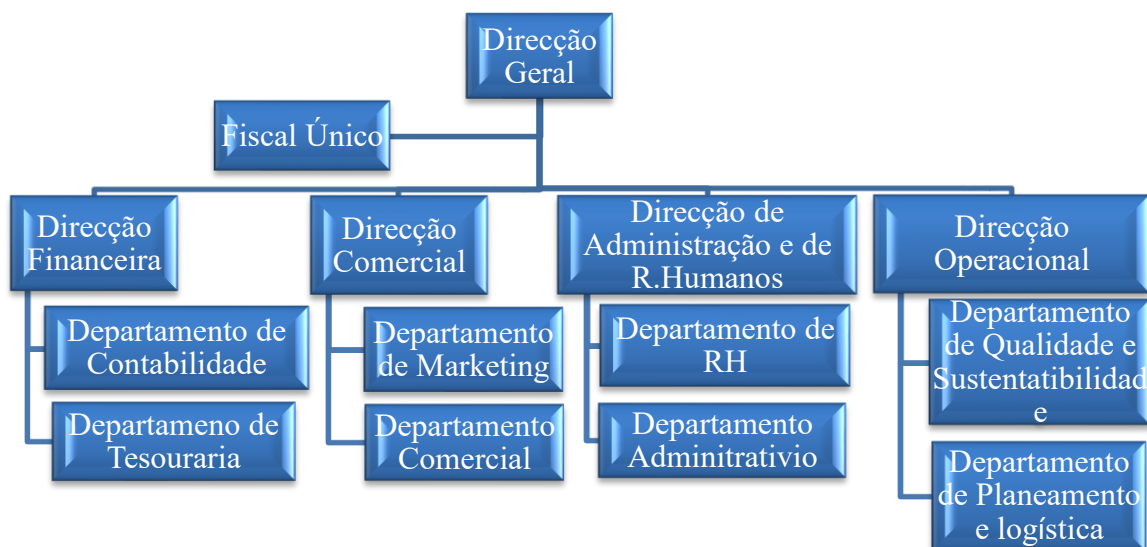 Direcção
Geral
Fiscal Único
Direcção
Financeira
Direcção
Comercial
Direcção de
Administração e de
R.Humanos
Direcção
Operacional
Departamento de
Contabilidade
Departameno de
Tesouraria
Departamento
de Marketing
Departamento
Comercial
Departamento de
RH
Departamento
Adminitrativio
Departamento
de Qualidade e
Sustentatibilidad
e
Departamento
de Planeamento
e logística